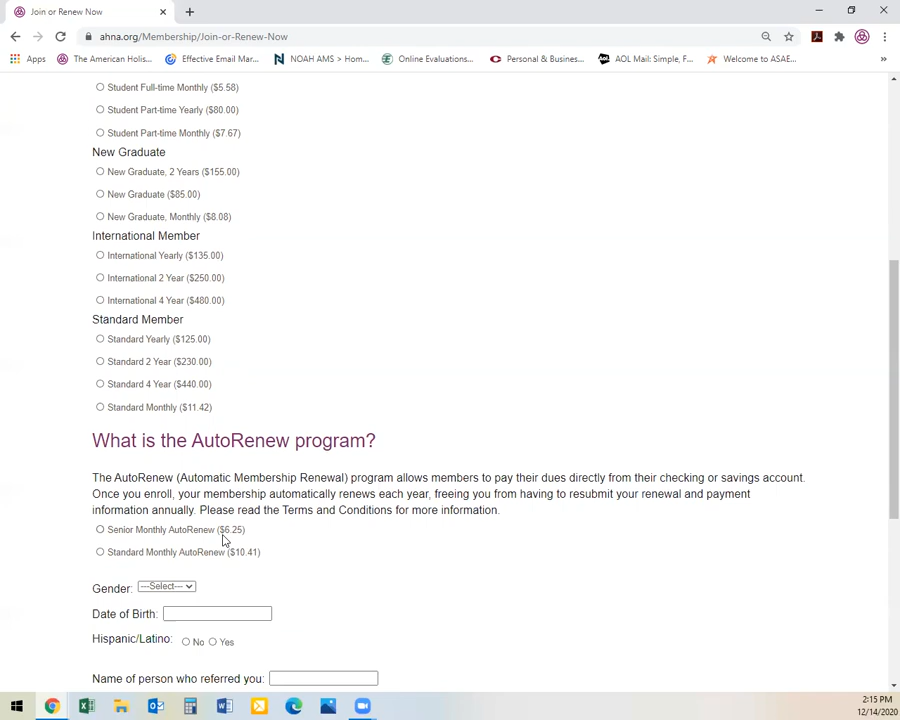 Join or Renew Now
ahna.org/Membership/Join-or-Renew-Now
Apps
The American Holis...
Effective Email Mar...
NOAH AMS > Hom...
Online Evaluations...
Personal & Business...
AOL Mail: Simple, F...
Welcome to ASAE...
Student Full-time Monthly ($5.58)
Student Part-time Yearly ($80.00)
Student Part-time Monthly ($7.67)
New Graduate
New Graduate, 2 Years ($155.00)
New Graduate ($85.00)
New Graduate, Monthly ($8.08)
International Member
International Yearly ($135.00)
International 2 Year ($250.00)
International 4 Year ($480.00)
Standard Member
Standard Yearly ($125.00)
Standard 2 Year ($230.00)
Standard 4 Year ($440.00)
Standard Monthly ($11.42)
What is the AutoRenew program?
The AutoRenew (Automatic Membership Renewal) program allows members to pay their dues directly from their checking or savings account.
Once you enroll, your membership automatically renews each year, freeing you from having to resubmit your renewal and payment
information annually. Please read the Terms and Conditions for more information.
Senior Monthly AutoRenew ($6.25)
Standard Monthly AutoRenew ($10.41)
Gender: ---Select---
Date of Birth:
Hispanic/Latino: No Yes
Name of person who referred you:
2:15 PM
12/14/2020